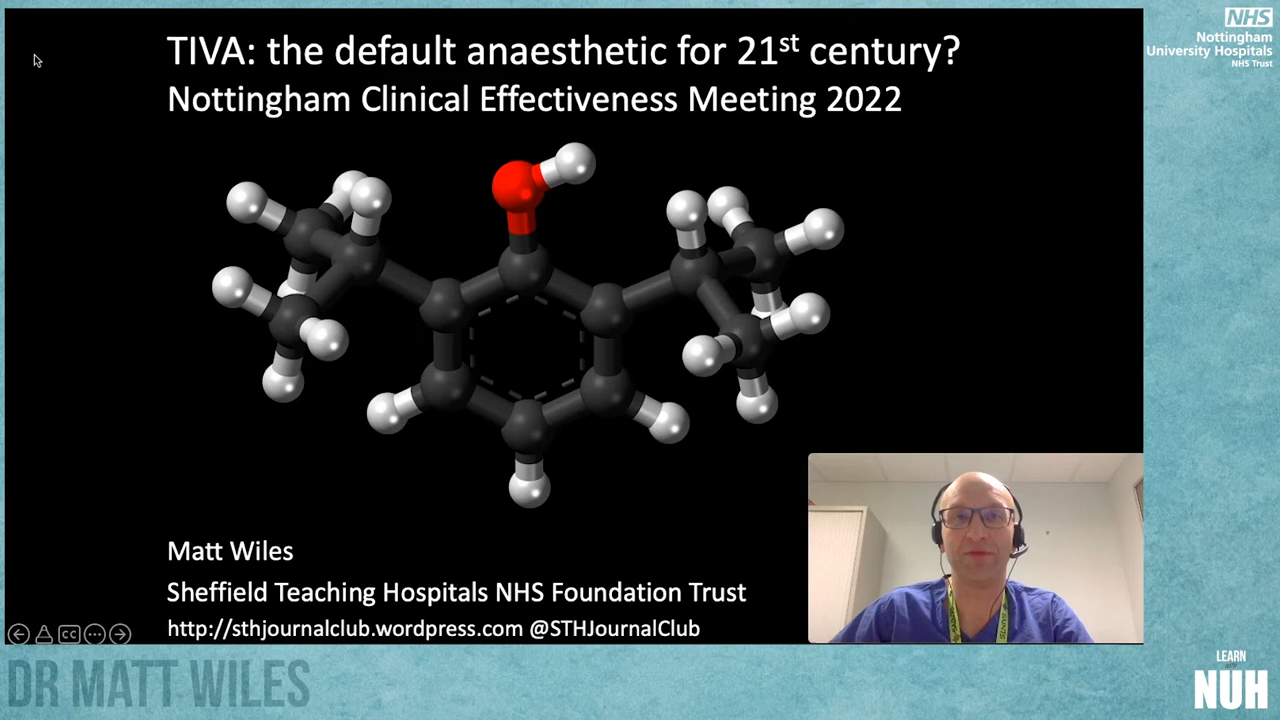 TIVA: the default anaesthetic for 21st century?
Nottingham Clinical Effectiveness Meeting 2022
NHS
Nottingham
University Hospitals
NHS Trust
Matt Wiles
Sheffield Teaching Hospitals NHS Foundation Trust
http://sthjournalclub.wordpress.com @STHJournalClub
CC
DR MATT WILES
LEARN
NUH